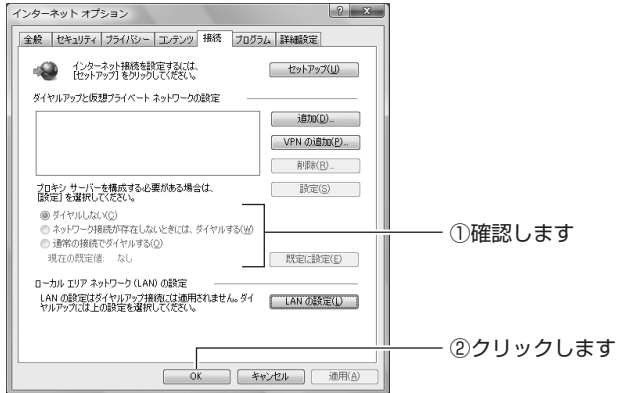 インターネット オプション
全般 セキュリティ プライバシー コンテンツ 接続 プログラム 詳細設定
インターネット接続を設定するには、
[セットアップ] をクリックしてください。
セットアップ(U)
ダイヤルアップと仮想プライベート ネットワークの設定
追加(D)...
VPN の追加(P)...
削除(R)...
プロキシ サーバーを構成する必要がある場合は、
[設定] を選択してください。
設定(S)
ダイヤルしない(C)
ネットワーク接続が存在しないときには、ダイヤルする(W)
通常の接続でダイヤルする(O)
①確認します
現在の既定値: なし
既定に設定(E)
ローカル エリア ネットワーク (LAN) の設定
LAN の設定はダイヤルアップ接続には適用されません。ダイ
ヤルアップには上の設定を選択してください。
LAN の設定(L)
②クリックします
OK キャンセル 適用(A)